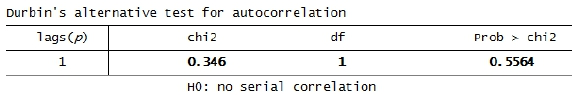 Durbin's alternative test for autocorrelation
lags(p) chi2 df Prob > chi2
1 0.346 1 0.5564
H0: no serial correlation